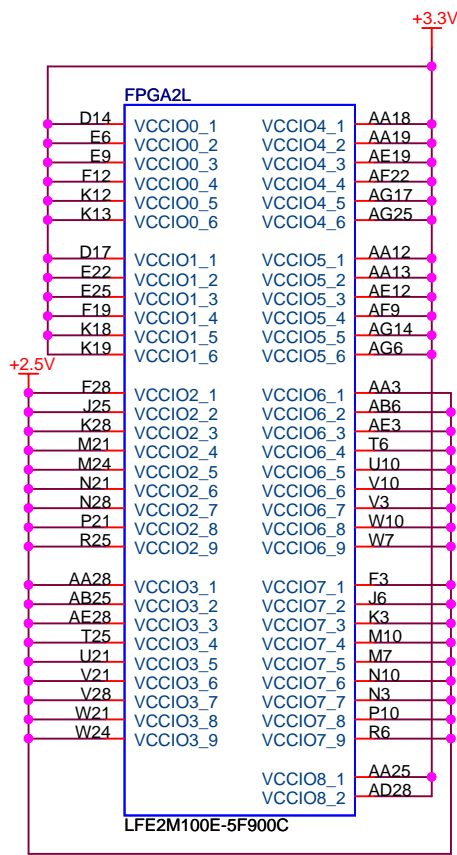 +3.3V
FPGA2L
D14 VCCIO0_1 VCCIO4_1 AA18
E6 VCCIO0_2 VCCIO4_2 AA19
E9 VCCIO0_3 VCCIO4_3 AE19
F12 VCCIO0_4 VCCIO4_4 AF22
K12 VCCIO0_5 VCCIO4_5 AG17
K13 VCCIO0_6 VCCIO4_6 AG25
D17 VCCIO1_1 VCCIO5_1 AA12
E22 VCCIO1_2 VCCIO5_2 AA13
E25 VCCIO1_3 VCCIO5_3 AE12
F19 VCCIO1_4 VCCIO5_4 AF9
K18 VCCIO1_5 VCCIO5_5 AG14
K19 VCCIO1_6 VCCIO5_6 AG6
+2.5V
F28 VCCIO2_1 VCCIO6_1 AA3
J25 VCCIO2_2 VCCIO6_2 AB6
K28 VCCIO2_3 VCCIO6_3 AE3
M21 VCCIO2_4 VCCIO6_4 T6
M24 VCCIO2_5 VCCIO6_5 U10
N21 VCCIO2_6 VCCIO6_6 V10
N28 VCCIO2_7 VCCIO6_7 V3
P21 VCCIO2_8 VCCIO6_8 W10
R25 VCCIO2_9 VCCIO6_9 W7
AA28 VCCIO3_1 VCCIO7_1 F3
AB25 VCCIO3_2 VCCIO7_2 J6
AE28 VCCIO3_3 VCCIO7_3 K3
T25 VCCIO3_4 VCCIO7_4 M10
U21 VCCIO3_5 VCCIO7_5 M7
V21 VCCIO3_6 VCCIO7_6 N10
V28 VCCIO3_7 VCCIO7_7 N3
W21 VCCIO3_8 VCCIO7_8 P10
W24 VCCIO3_9 VCCIO7_9 R6
VCCIO8_1 AA25
VCCIO8_2 AD28
LFE2M100E-5F900C